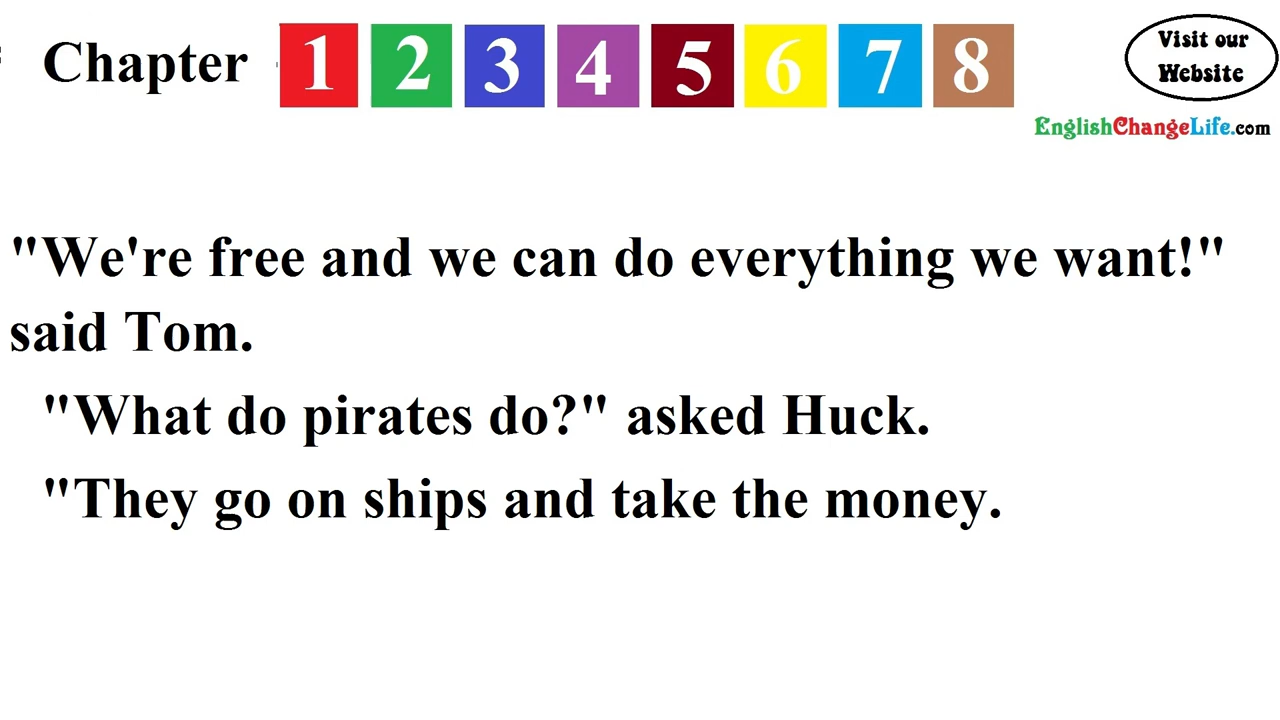 Chapter 1 2 3 4 5 6 7 8
Visit our
Website
EnglishChangeLife.com
"We're free and we can do everything we want!"
said Tom.
"What do pirates do?" asked Huck.
"They go on ships and take the money.